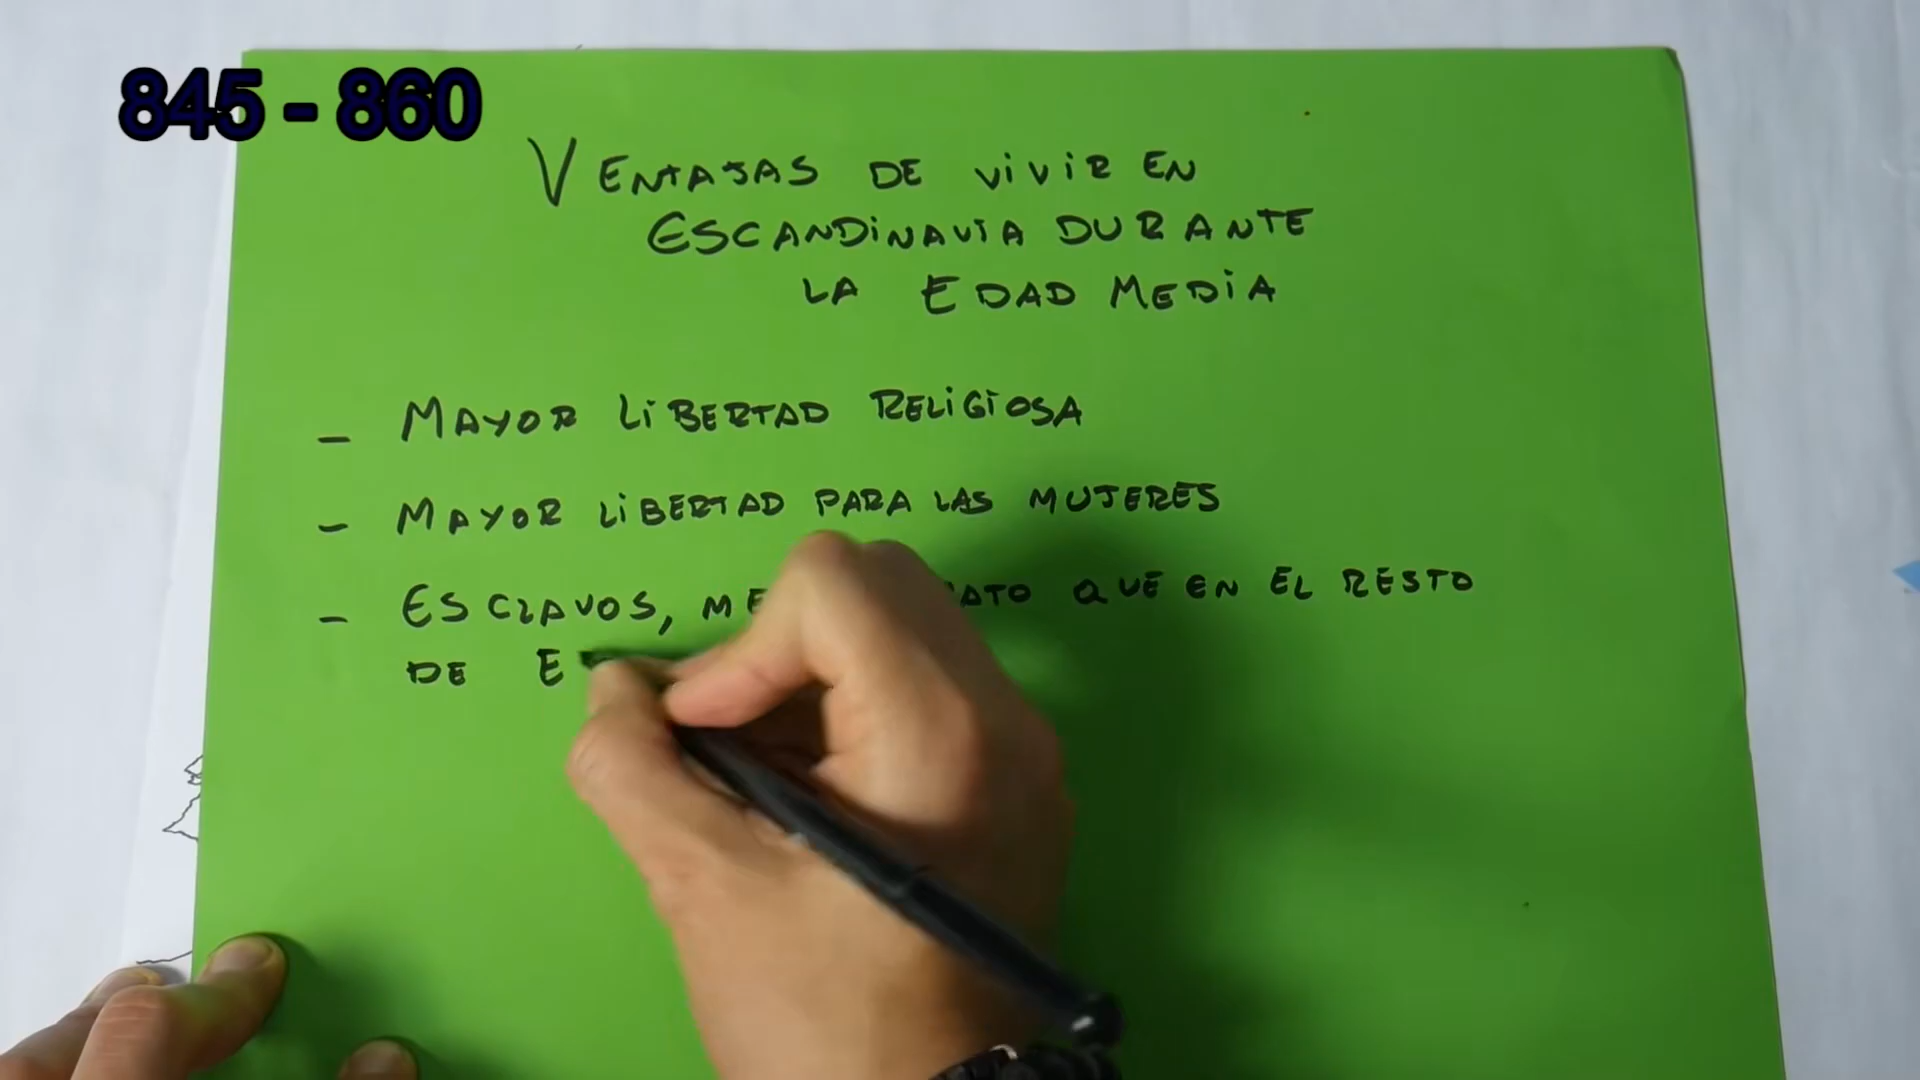 845 - 860
VENTAJAS DE ViViR EN
ESCANDiNAViA DURANTE
LA EDAD MEDiA
- MAYOR LiBERTAD RELiGiOSA
- MAYOR LiBERTAD PARA LAS MUJERES
- ESCLAVOS, QUE EN EL RESTO
DE